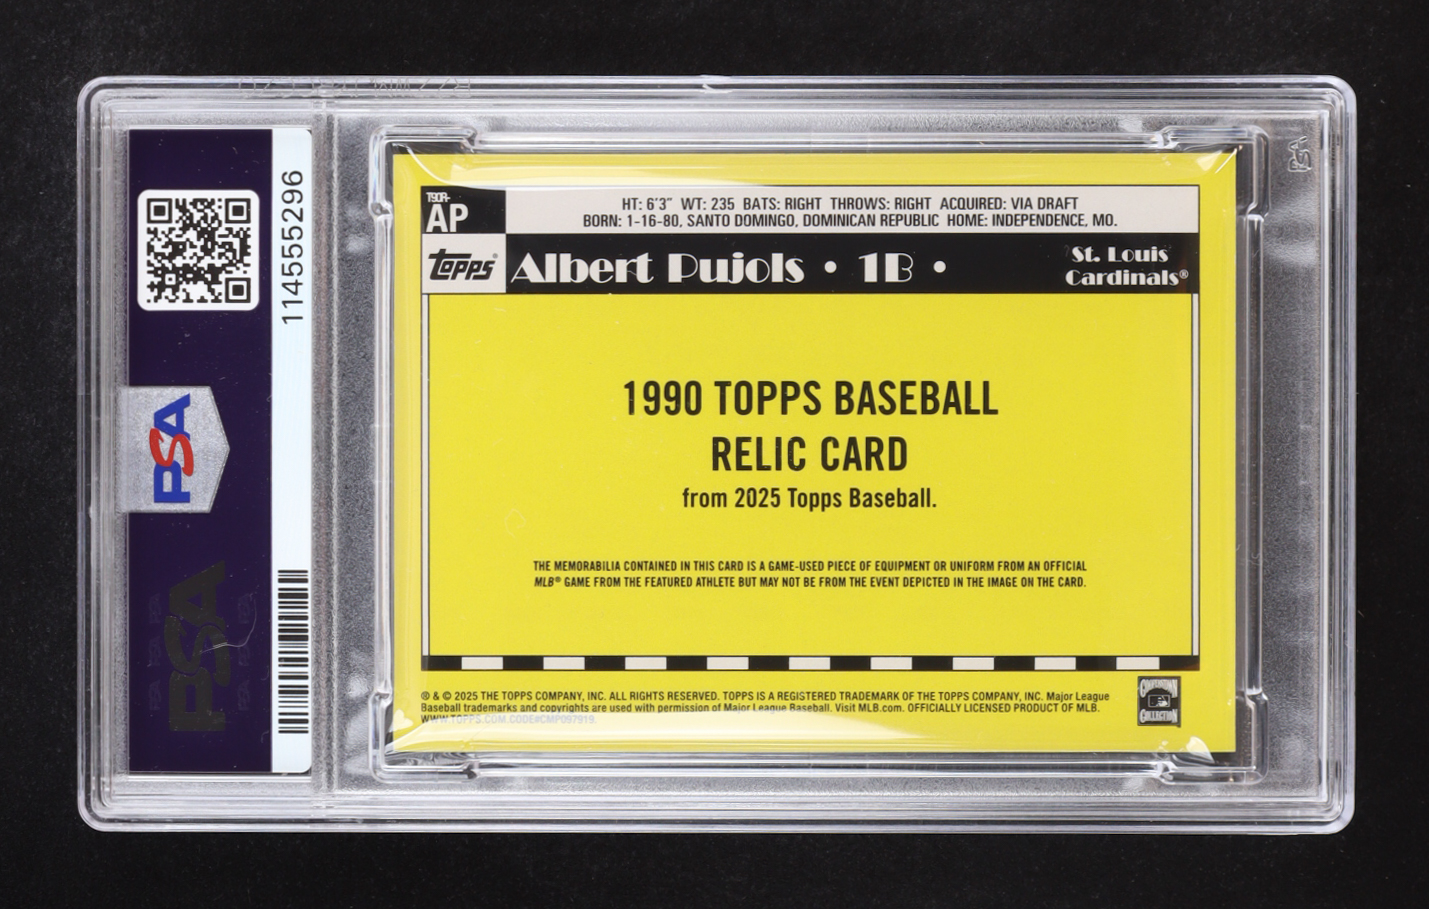 114555296
PSA
PSA
T90R-
AP
HT: 6'3" WT: 235 BATS: RIGHT THROWS: RIGHT ACQUIRED: VIA DRAFT
BORN: 1-16-80, SANTO DOMINGO, DOMINICAN REPUBLIC HOME: INDEPENDENCE, MO.
topps®
Albert Pujols • 1B •
St. Louis
Cardinals®
1990 TOPPS BASEBALL
RELIC CARD
from 2025 Topps Baseball.
THE MEMORABILIA CONTAINED IN THIS CARD IS A GAME-USED PIECE OF EQUIPMENT OR UNIFORM FROM AN OFFICIAL
MLB® GAME FROM THE FEATURED ATHLETE BUT MAY NOT BE FROM THE EVENT DEPICTED IN THE IMAGE ON THE CARD.
® & © 2025 THE TOPPS COMPANY, INC. ALL RIGHTS RESERVED. TOPPS IS A REGISTERED TRADEMARK OF THE TOPPS COMPANY, INC. Major League
Baseball trademarks and copyrights are used with permission of Major League Baseball. Visit MLB.com. OFFICIALLY LICENSED PRODUCT OF MLB.
WWW.TOPPS.COM. CODE#CMP097919.
COOPERSTOWN
COLLECTION
PSA